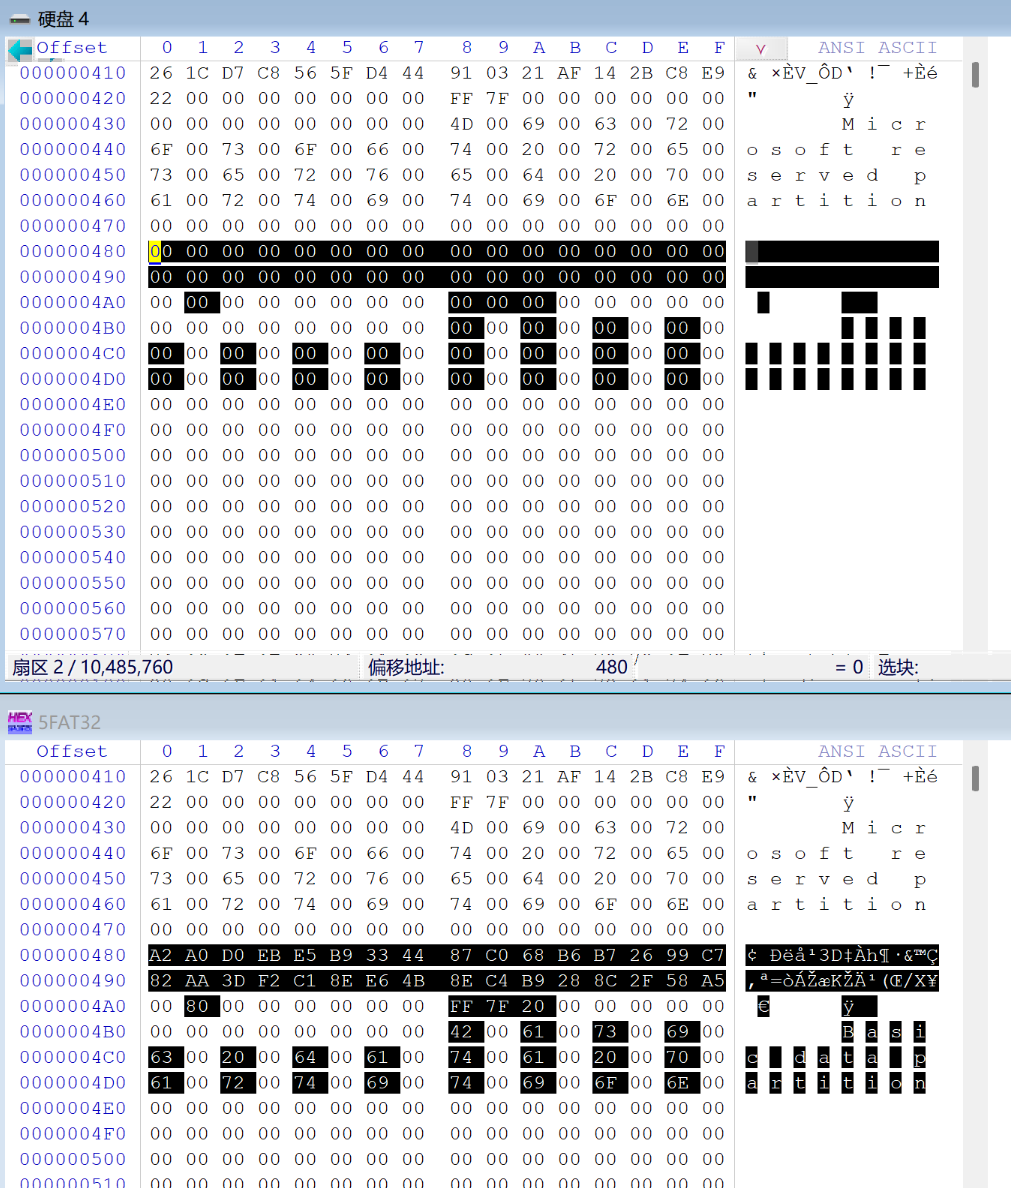 硬盘 4
Offset 0 1 2 3 4 5 6 7 8 9 A B C D E F ANSI ASCII
000000410 26 1C D7 C8 56 5F D4 44 91 03 21 AF 14 2B C8 E9 & ×ÈV_ÔD‘ !¯ +Èé
000000420 22 00 00 00 00 00 00 00 FF 7F 00 00 00 00 00 00 " ÿ
000000430 00 00 00 00 00 00 00 00 4D 00 69 00 63 00 72 00 M i c r
000000440 6F 00 73 00 6F 00 66 00 74 00 20 00 72 00 65 00 o s o f t r e
000000450 73 00 65 00 72 00 76 00 65 00 64 00 20 00 70 00 s e r v e d p
000000460 61 00 72 00 74 00 69 00 74 00 69 00 6F 00 6E 00 a r t i t i o n
000000470 00 00 00 00 00 00 00 00 00 00 00 00 00 00 00 00
000000480 00 00 00 00 00 00 00 00 00 00 00 00 00 00 00 00
000000490 00 00 00 00 00 00 00 00 00 00 00 00 00 00 00 00
0000004A0 00 00 00 00 00 00 00 00 00 00 00 00 00 00 00 00
0000004B0 00 00 00 00 00 00 00 00 00 00 00 00 00 00 00 00
0000004C0 00 00 00 00 00 00 00 00 00 00 00 00 00 00 00 00
0000004D0 00 00 00 00 00 00 00 00 00 00 00 00 00 00 00 00
0000004E0 00 00 00 00 00 00 00 00 00 00 00 00 00 00 00 00
0000004F0 00 00 00 00 00 00 00 00 00 00 00 00 00 00 00 00
000000500 00 00 00 00 00 00 00 00 00 00 00 00 00 00 00 00
000000510 00 00 00 00 00 00 00 00 00 00 00 00 00 00 00 00
000000520 00 00 00 00 00 00 00 00 00 00 00 00 00 00 00 00
000000530 00 00 00 00 00 00 00 00 00 00 00 00 00 00 00 00
000000540 00 00 00 00 00 00 00 00 00 00 00 00 00 00 00 00
000000550 00 00 00 00 00 00 00 00 00 00 00 00 00 00 00 00
000000560 00 00 00 00 00 00 00 00 00 00 00 00 00 00 00 00
000000570 00 00 00 00 00 00 00 00 00 00 00 00 00 00 00 00
扇区 2 / 10,485,760 偏移地址: 480 = 0 选块:
HEX 5FAT32
Offset 0 1 2 3 4 5 6 7 8 9 A B C D E F ANSI ASCII
000000410 26 1C D7 C8 56 5F D4 44 91 03 21 AF 14 2B C8 E9 & ×ÈV_ÔD‘ !¯ +Èé
000000420 22 00 00 00 00 00 00 00 FF 7F 00 00 00 00 00 00 " ÿ
000000430 00 00 00 00 00 00 00 00 4D 00 69 00 63 00 72 00 M i c r
000000440 6F 00 73 00 6F 00 66 00 74 00 20 00 72 00 65 00 o s o f t r e
000000450 73 00 65 00 72 00 76 00 65 00 64 00 20 00 70 00 s e r v e d p
000000460 61 00 72 00 74 00 69 00 74 00 69 00 6F 00 6E 00 a r t i t i o n
000000470 00 00 00 00 00 00 00 00 00 00 00 00 00 00 00 00
000000480 A2 A0 D0 EB E5 B9 33 44 87 C0 68 B6 B7 26 99 C7 ¢ Ðëå¹3D‡Àh¶·&™Ç
000000490 82 AA 3D F2 C1 8E E6 4B 8E C4 B9 28 8C 2F 58 A5 ‚ª=òÁŽæKŽÄ¹(Œ/X¥
0000004A0 00 80 00 00 00 00 00 00 FF 7F 20 00 00 00 00 00 € ÿ
0000004B0 00 00 00 00 00 00 00 00 42 00 61 00 73 00 69 00 B a s i
0000004C0 63 00 20 00 64 00 61 00 74 00 61 00 20 00 70 00 c d a t a p
0000004D0 61 00 72 00 74 00 69 00 74 00 69 00 6F 00 6E 00 a r t i t i o n
0000004E0 00 00 00 00 00 00 00 00 00 00 00 00 00 00 00 00
0000004F0 00 00 00 00 00 00 00 00 00 00 00 00 00 00 00 00
000000500 00 00 00 00 00 00 00 00 00 00 00 00 00 00 00 00
000000510 00 00 00 00 00 00 00 00 00 00 00 00 00 00 00 00